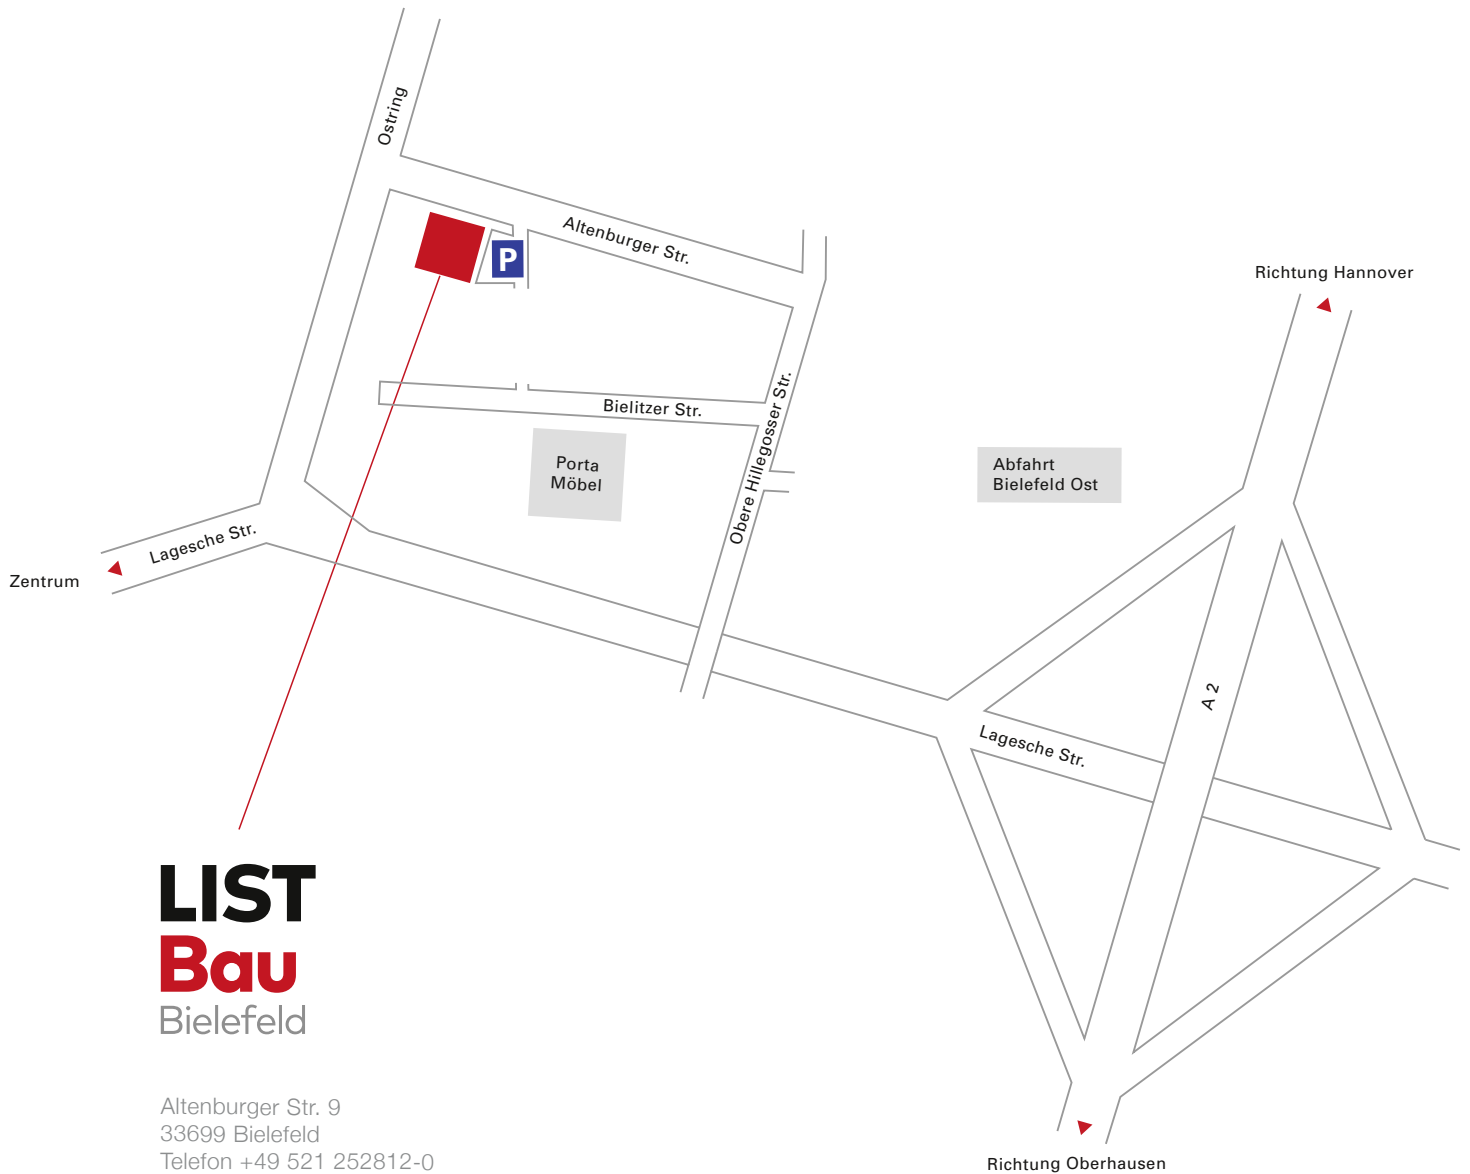 Ostring
Altenburger Str.
P
Richtung Hannover
Bielitzer Str.
Obere Hillegosser Str.
Porta
Möbel
Abfahrt
Bielefeld Ost
Lagesche Str.
Zentrum
A 2
Lagesche Str.
LIST
Bau
Bielefeld
Altenburger Str. 9
33699 Bielefeld
Telefon +49 521 252812-0
Richtung Oberhausen